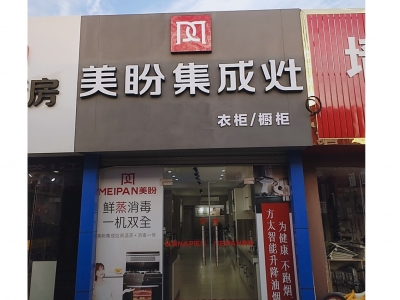 美盼集成灶
衣柜/橱柜
房
MEIPAN美盼
鲜蒸消毒
一机双全
为健康 不跑烟
方太智能升降油烟